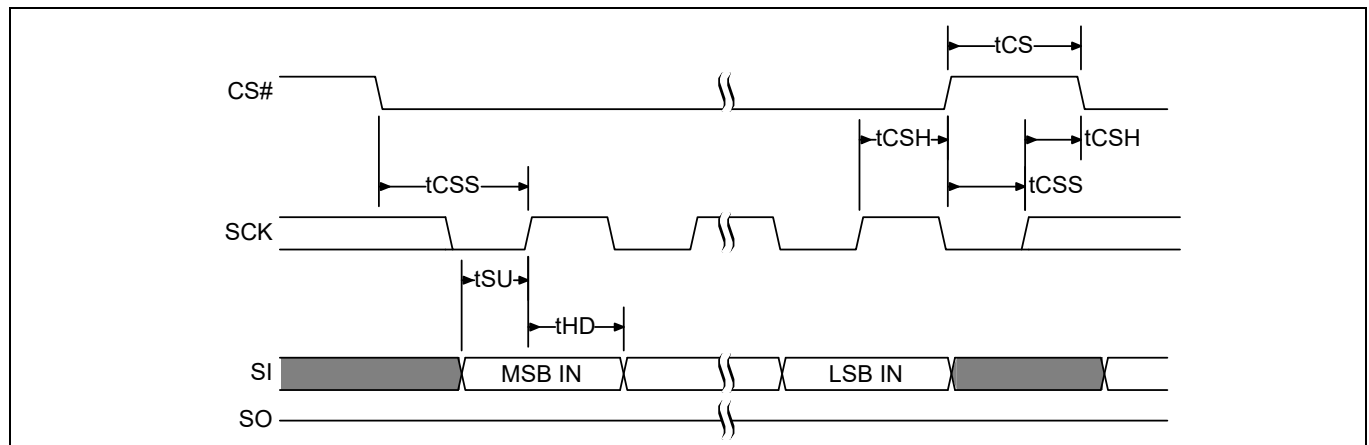 tCS
CS#
tCSH
tCSH
tCSS
tCSS
SCK
tSU
tHD
SI
MSB IN
LSB IN
SO